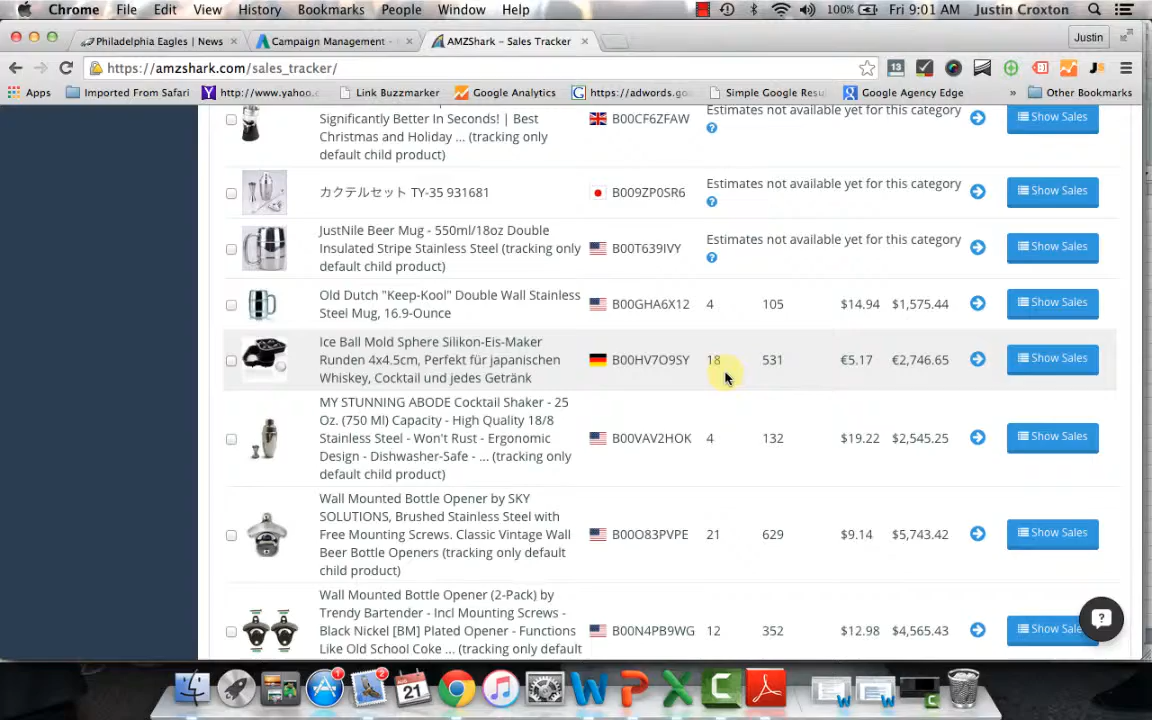 Chrome File Edit View History Bookmarks People Window Help 100% Fri 9:01 AM Justin Croxton
Philadelphia Eagles | News
Campaign Management -
AMZShark - Sales Tracker
Justin
https://amzshark.com/sales_tracker/
13
Apps Imported From Safari http://www.yahoo.c Link Buzzmarker Google Analytics https://adwords.go Simple Google Resu Google Agency Edge » Other Bookmarks
Significantly Better In Seconds! | Best
Christmas and Holiday ... (tracking only
default child product)
B00CF6ZFAW
Estimates not available yet for this category
?
Show Sales
カクテルセット TY-35 931681
B009ZP0SR6
Estimates not available yet for this category
?
Show Sales
JustNile Beer Mug - 550ml/18oz Double
Insulated Stripe Stainless Steel (tracking only
default child product)
B00T639IVY
Estimates not available yet for this category
?
Show Sales
Old Dutch "Keep-Kool" Double Wall Stainless
Steel Mug, 16.9-Ounce
B00GHA6X12 4 105 $14.94 $1,575.44
Show Sales
Ice Ball Mold Sphere Silikon-Eis-Maker
Runden 4x4.5cm, Perfekt für japanischen
Whiskey, Cocktail und jedes Getränk
B00HV7O9SY 18 531 €5.17 €2,746.65
Show Sales
MY STUNNING ABODE Cocktail Shaker - 25
Oz. (750 Ml) Capacity - High Quality 18/8
Stainless Steel - Won't Rust - Ergonomic
Design - Dishwasher-Safe - ... (tracking only
default child product)
B00VAV2HOK 4 132 $19.22 $2,545.25
Show Sales
Wall Mounted Bottle Opener by SKY
SOLUTIONS, Brushed Stainless Steel with
Free Mounting Screws. Classic Vintage Wall
Beer Bottle Openers (tracking only default
child product)
B00O83PVPE 21 629 $9.14 $5,743.42
Show Sales
Wall Mounted Bottle Opener (2-Pack) by
Trendy Bartender - Incl Mounting Screws -
Black Nickel [BM] Plated Opener - Functions
Like Old School Coke ... (tracking only default
B00N4PB9WG 12 352 $12.98 $4,565.43
Show Sale
1
AUG
21
2